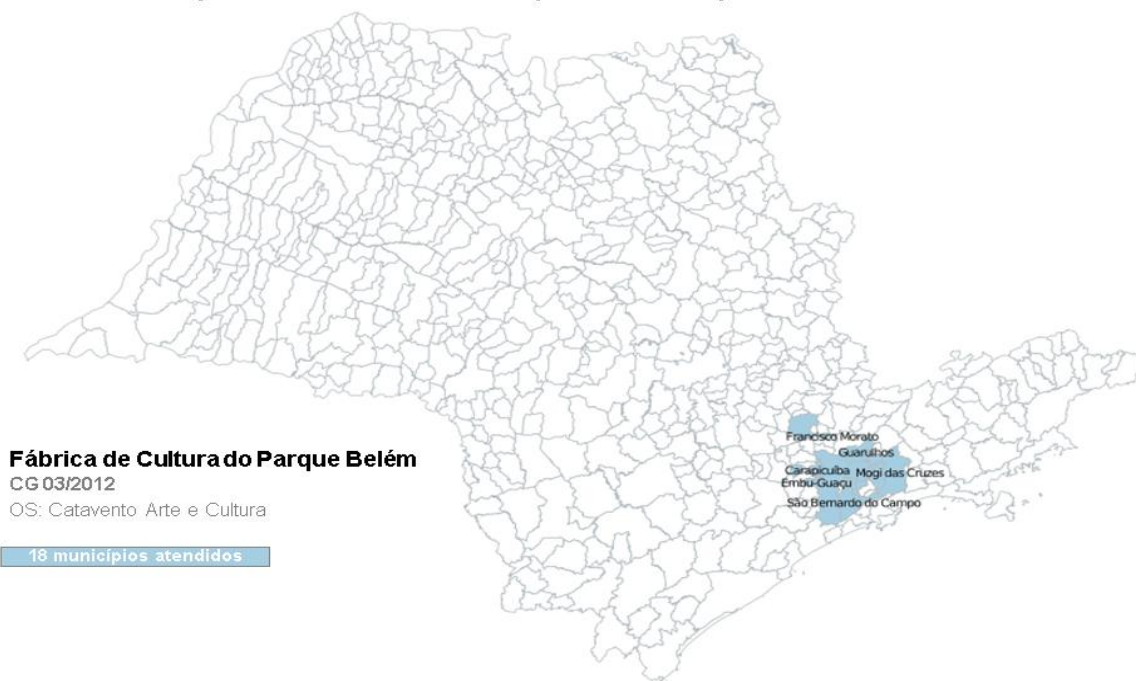 Francisco Morato
Guarulhos
Carapicuíba Mogi das Cruzes
Embu-Guaçu
São Bernardo do Campo
Fábrica de Cultura do Parque Belém
CG 03/2012
OS: Catavento Arte e Cultura
18 municípios atendidos